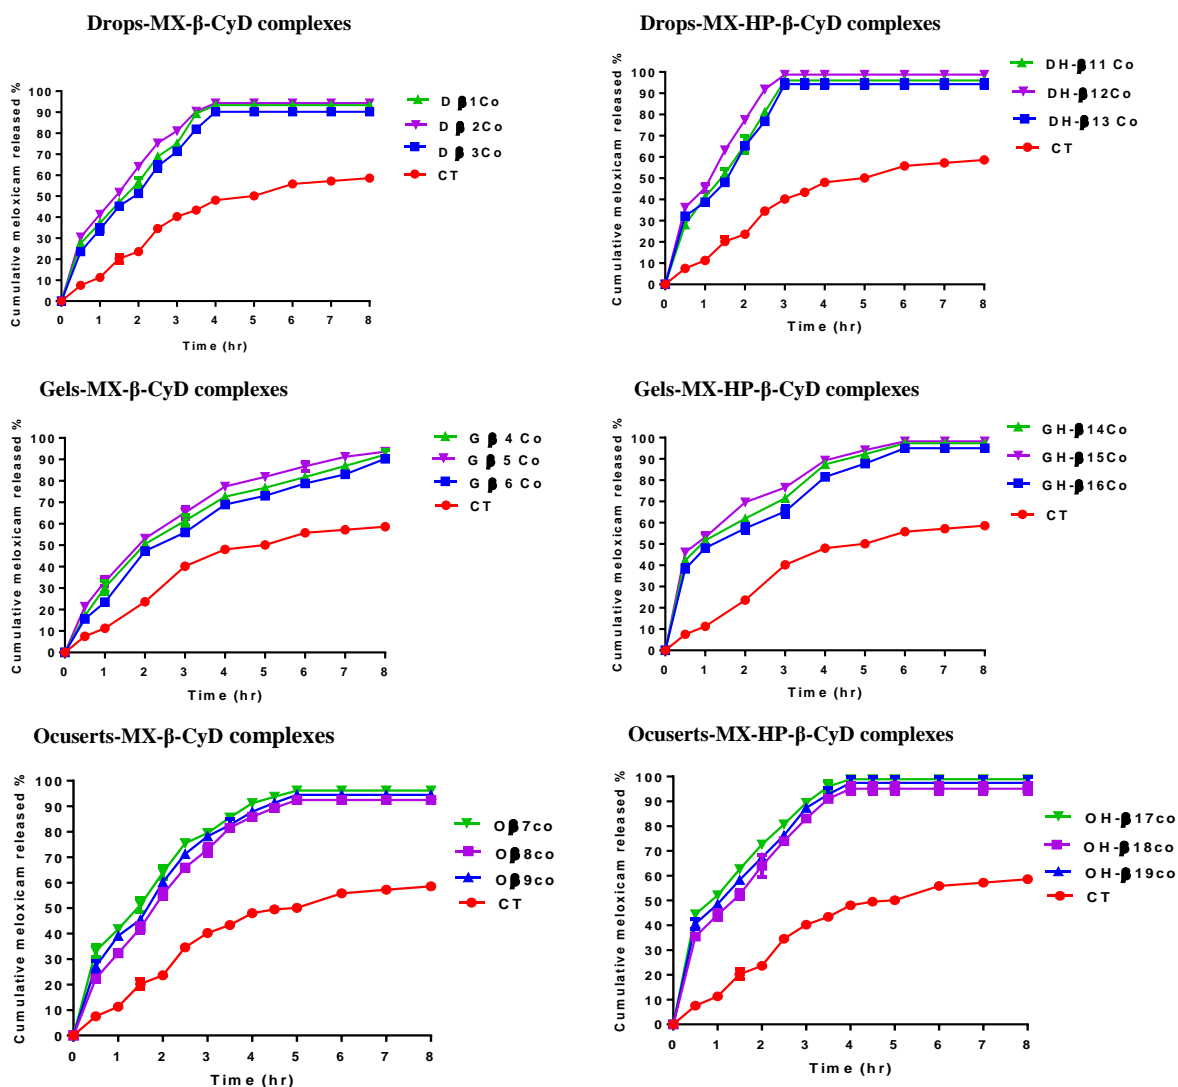 Drops-MX-β-CyD complexes
Cumulative meloxicam released %
100
90
80
70
60
50
40
30
20
10
0
0 1 2 3 4 5 6 7 8
Time (hr)
D β 1Co
D β 2Co
D β 3Co
CT
Drops-MX-HP-β-CyD complexes
Cumulative meloxicam released %
100
90
80
70
60
50
40
30
20
10
0
0 1 2 3 4 5 6 7 8
Time (hr)
DH-β11 Co
DH-β12Co
DH-β13 Co
CT
Gels-MX-β-CyD complexes
Cumulative meloxicam released %
100
90
80
70
60
50
40
30
20
10
0
0 1 2 3 4 5 6 7 8
Time (hr)
G β 4 Co
G β 5 Co
G β 6 Co
CT
Gels-MX-HP-β-CyD complexes
Cumulative meloxicam released %
100
90
80
70
60
50
40
30
20
10
0
0 1 2 3 4 5 6 7 8
Time (hr)
GH-β14Co
GH-β15Co
GH-β16Co
CT
Ocuserts-MX-β-CyD complexes
Cumulative meloxicam released %
100
90
80
70
60
50
40
30
20
10
0
0 1 2 3 4 5 6 7 8
Time (hr)
Oβ7co
Oβ8co
Oβ9co
CT
Ocuserts-MX-HP-β-CyD complexes
Cumulative meloxicam released %
100
90
80
70
60
50
40
30
20
10
0
0 1 2 3 4 5 6 7 8
Time (hr)
OH-β17co
OH-β18co
OH-β19co
CT